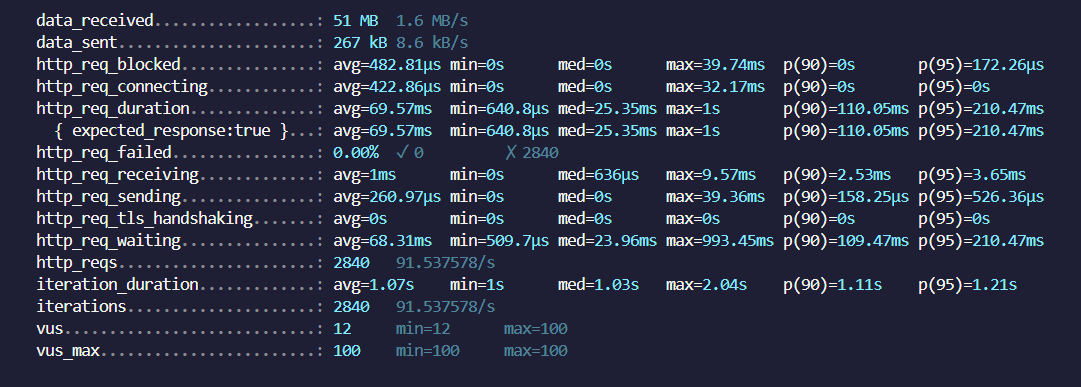 data_received..................: 51 MB  1.6 MB/s
data_sent......................: 267 kB 8.6 kB/s
http_req_blocked...............: avg=482.81µs min=0s      med=0s      max=39.74ms  p(90)=0s       p(95)=172.26µs
http_req_connecting............: avg=422.86µs min=0s      med=0s      max=32.17ms  p(90)=0s       p(95)=0s
http_req_duration..............: avg=69.57ms  min=640.8µs med=25.35ms max=1s       p(90)=110.05ms p(95)=210.47ms
  { expected_response:true }...: avg=69.57ms  min=640.8µs med=25.35ms max=1s       p(90)=110.05ms p(95)=210.47ms
http_req_failed................: 0.00%  ✓ 0         ✗ 2840
http_req_receiving.............: avg=1ms      min=0s      med=636µs   max=9.57ms   p(90)=2.53ms   p(95)=3.65ms
http_req_sending...............: avg=260.97µs min=0s      med=0s      max=39.36ms  p(90)=158.25µs p(95)=526.36µs
http_req_tls_handshaking.......: avg=0s       min=0s      med=0s      max=0s       p(90)=0s       p(95)=0s
http_req_waiting...............: avg=68.31ms  min=509.7µs med=23.96ms max=993.45ms p(90)=109.47ms p(95)=210.47ms
http_reqs......................: 2840   91.537578/s
iteration_duration.............: avg=1.07s    min=1s      med=1.03s   max=2.04s    p(90)=1.11s    p(95)=1.21s
iterations.....................: 2840   91.537578/s
vus............................: 12     min=12      max=100
vus_max........................: 100    min=100     max=100